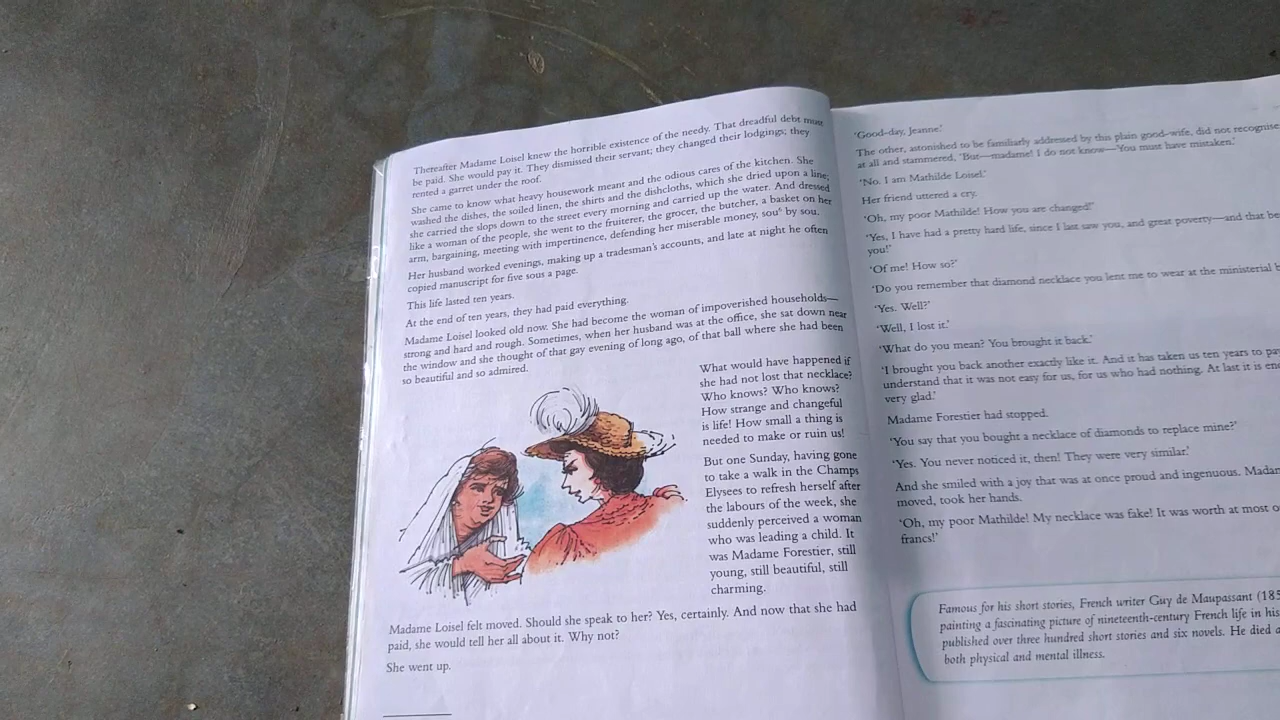 Thereafter Madame Loisel knew the horrible existence of the needy. That dreadful debt must
be paid. She would pay it. They dismissed their servant; they changed their lodgings; they
rented a garret under the roof.
She came to know what heavy housework meant and the odious cares of the kitchen. She
washed the dishes, the soiled linen, the shirts and the dishcloths, which she dried upon a line;
she carried the slops down to the street every morning and carried up the water. And dressed
like a woman of the people, she went to the fruiterer, the grocer, the butcher, a basket on her
arm, bargaining, meeting with impertinence, defending her miserable money, sou⁶ by sou.
Her husband worked evenings, making up a tradesman's accounts, and late at night he often
copied manuscript for five sous a page.
This life lasted ten years.
At the end of ten years, they had paid everything.
Madame Loisel looked old now. She had become the woman of impoverished households—
strong and hard and rough. Sometimes, when her husband was at the office, she sat down near
the window and she thought of that gay evening of long ago, of that ball where she had been
so beautiful and so admired.
What would have happened if
she had not lost that necklace?
Who knows? Who knows?
How strange and changeful
is life! How small a thing is
needed to make or ruin us!
But one Sunday, having gone
to take a walk in the Champs
Elysees to refresh herself after
the labours of the week, she
suddenly perceived a woman
who was leading a child. It
was Madame Forestier, still
young, still beautiful, still
charming.
Madame Loisel felt moved. Should she speak to her? Yes, certainly. And now that she had
paid, she would tell her all about it. Why not?
She went up.
'Good-day, Jeanne.'
The other, astonished to be familiarly addressed by this plain good-wife, did not recognise
at all and stammered, 'But—madame! I do not know—You must have mistaken.'
'No. I am Mathilde Loisel.'
Her friend uttered a cry.
'Oh, my poor Mathilde! How you are changed!'
'Yes, I have had a pretty hard life, since I last saw you, and great poverty—and that be
you!'
'Of me! How so?'
'Do you remember that diamond necklace you lent me to wear at the ministerial b
'Yes. Well?'
'Well, I lost it.'
'What do you mean? You brought it back.'
'I brought you back another exactly like it. And it has taken us ten years to pay
understand that it was not easy for us, for us who had nothing. At last it is en
very glad.'
Madame Forestier had stopped.
'You say that you bought a necklace of diamonds to replace mine?'
'Yes. You never noticed it, then! They were very similar.'
And she smiled with a joy that was at once proud and ingenuous. Madam
moved, took her hands.
'Oh, my poor Mathilde! My necklace was fake! It was worth at most o
francs!'
Famous for his short stories, French writer Guy de Maupassant (185
painting a fascinating picture of nineteenth-century French life in his
published over three hundred short stories and six novels. He died a
both physical and mental illness.